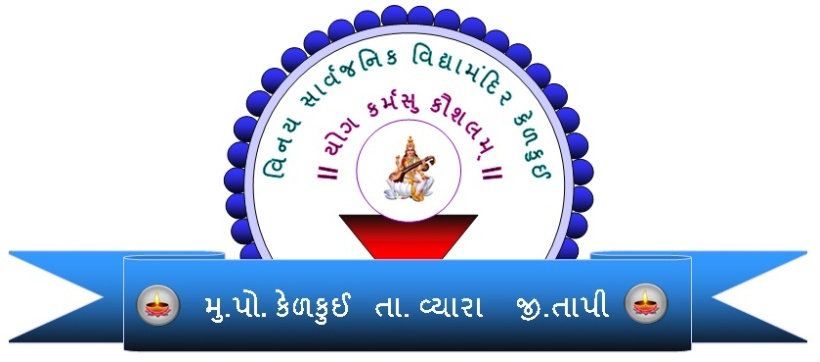 વિનય સાર્વજનિક વિદ્યામંદિર કેળકુઈ
॥ યોગ કર્મસુ કૌશલમ્ ॥
મુ.પો. કેળકુઈ તા. વ્યારા જી.તાપી